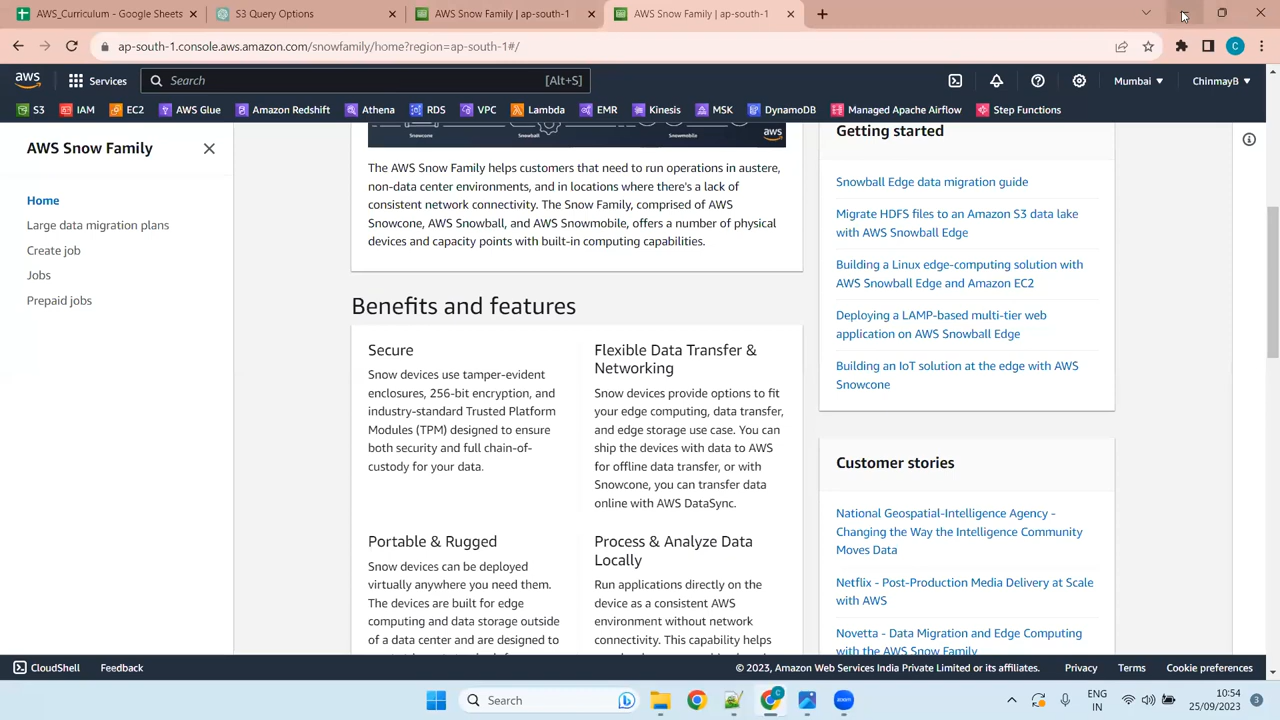 AWS_Curriculum - Google Sheets
S3 Query Options
AWS Snow Family | ap-south-1
AWS Snow Family | ap-south-1
ap-south-1.console.aws.amazon.com/snowfamily/home?region=ap-south-1#/
C
aws
Services
Search
[Alt+S]
Mumbai
ChinmayB
S3
IAM
EC2
AWS Glue
Amazon Redshift
Athena
RDS
VPC
Lambda
EMR
Kinesis
MSK
DynamoDB
Managed Apache Airflow
Step Functions
AWS Snow Family
Home
Large data migration plans
Create job
Jobs
Prepaid jobs
Snowcone
Snowball
Snowmobile
aws
The AWS Snow Family helps customers that need to run operations in austere,
non-data center environments, and in locations where there's a lack of
consistent network connectivity. The Snow Family, comprised of AWS
Snowcone, AWS Snowball, and AWS Snowmobile, offers a number of physical
devices and capacity points with built-in computing capabilities.
Benefits and features
Secure
Snow devices use tamper-evident
enclosures, 256-bit encryption, and
industry-standard Trusted Platform
Modules (TPM) designed to ensure
both security and full chain-of-
custody for your data.
Flexible Data Transfer &
Networking
Snow devices provide options to fit
your edge computing, data transfer,
and edge storage use case. You can
ship the devices with data to AWS
for offline data transfer, or with
Snowcone, you can transfer data
online with AWS DataSync.
Portable & Rugged
Snow devices can be deployed
virtually anywhere you need them.
The devices are built for edge
computing and data storage outside
of a data center and are designed to
Process & Analyze Data
Locally
Run applications directly on the
device as a consistent AWS
environment without network
connectivity. This capability helps
Getting started
Snowball Edge data migration guide
Migrate HDFS files to an Amazon S3 data lake
with AWS Snowball Edge
Building a Linux edge-computing solution with
AWS Snowball Edge and Amazon EC2
Deploying a LAMP-based multi-tier web
application on AWS Snowball Edge
Building an IoT solution at the edge with AWS
Snowcone
Customer stories
National Geospatial-Intelligence Agency -
Changing the Way the Intelligence Community
Moves Data
Netflix - Post-Production Media Delivery at Scale
with AWS
Novetta - Data Migration and Edge Computing
with the AWS Snow Family
CloudShell
Feedback
© 2023, Amazon Web Services India Private Limited or its affiliates.
Privacy
Terms
Cookie preferences
Search
C
zoom
ENG
IN
10:54
25/09/2023
3